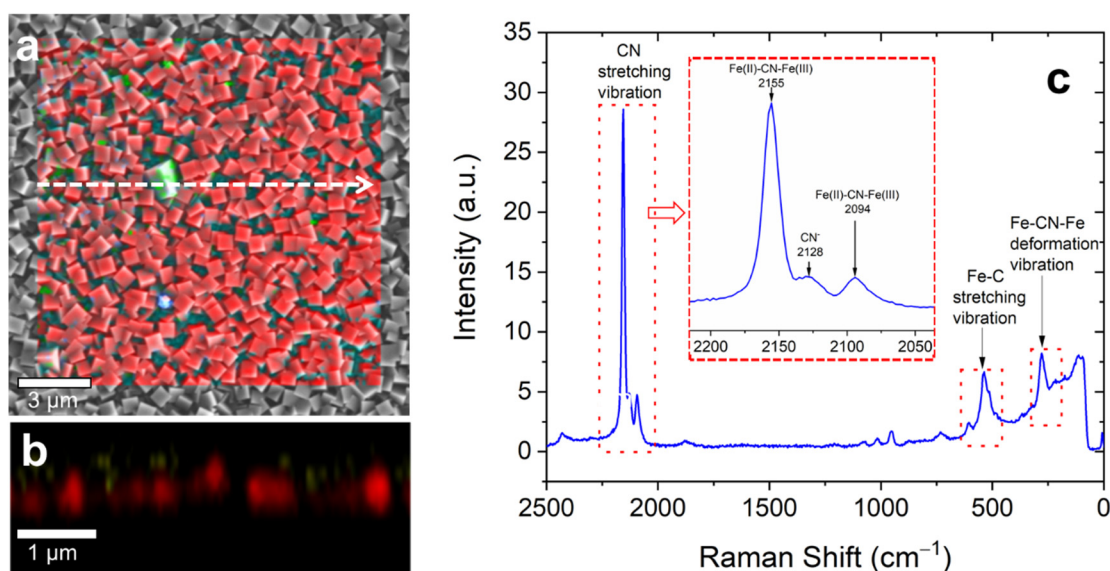 a
3 µm
b
1 µm
c
CN
stretching
vibration
Fe(II)-CN-Fe(III)
2155
CN⁻
2128
Fe(II)-CN-Fe(III)
2094
2200
2150
2100
2050
Fe-C
stretching
vibration
Fe-CN-Fe
deformation
vibration
35
30
25
20
15
10
5
0
Intensity (a.u.)
2500
2000
1500
1000
500
0
Raman Shift (cm⁻¹)